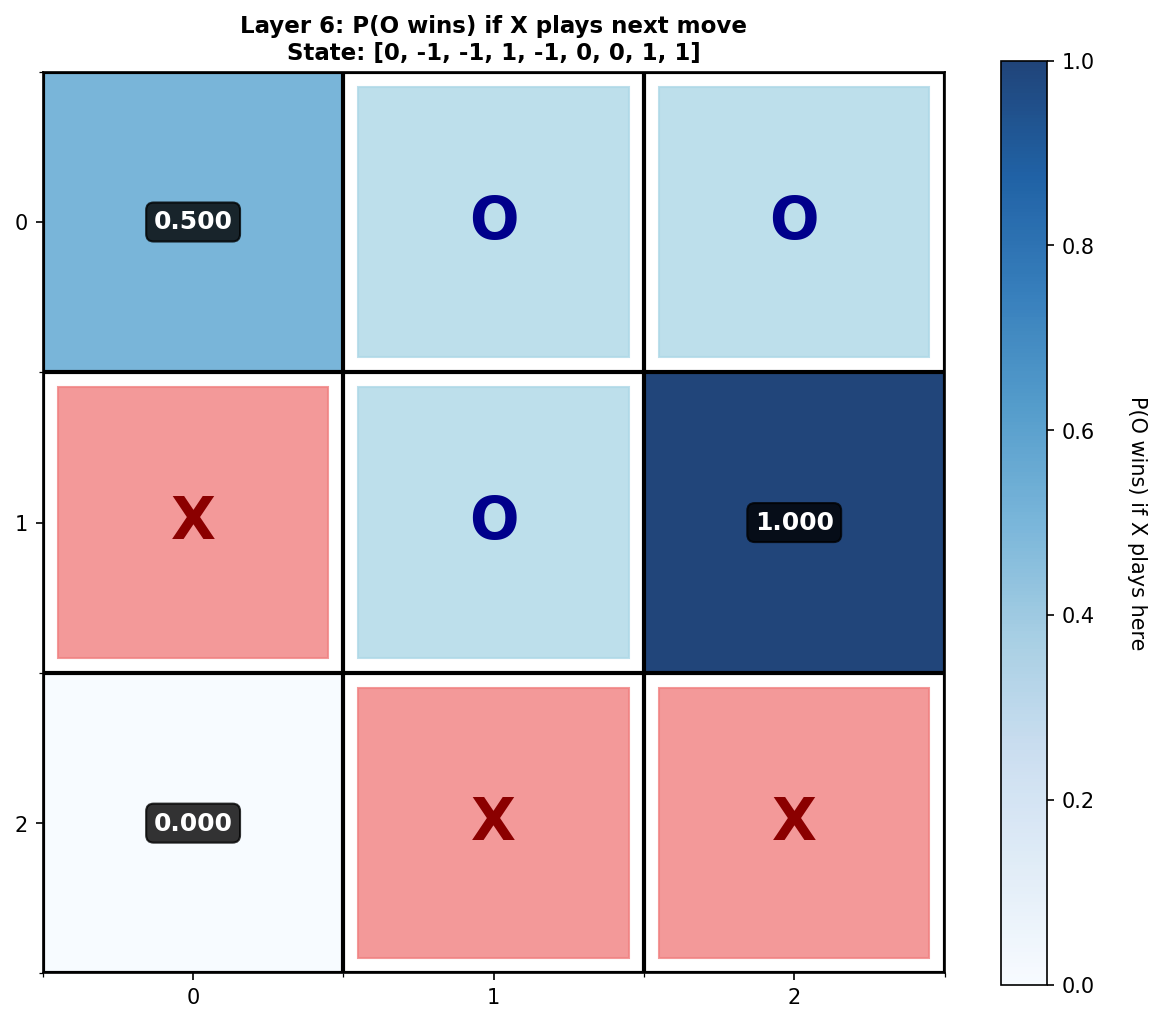 Layer 6: P(O wins) if X plays next move
State: [0, -1, -1, 1, -1, 0, 0, 1, 1]
0
0.500
O
O
1
X
O
1.000
2
0.000
X
X
0
1
2
1.0
0.8
0.6
0.4
0.2
0.0
P(O wins) if X plays here